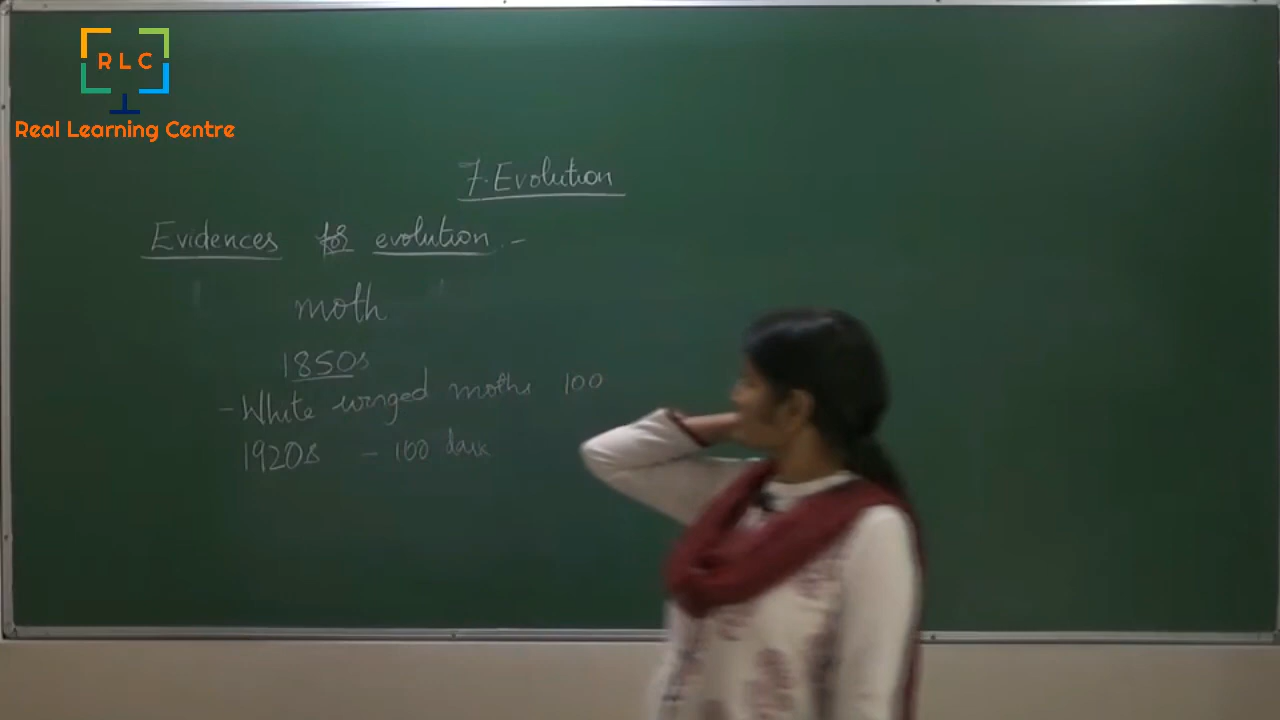 R L C
Real Learning Centre
7. Evolution
Evidences for evolution :-
moth
1850s
- White winged moths 100
1920s - 100 dark